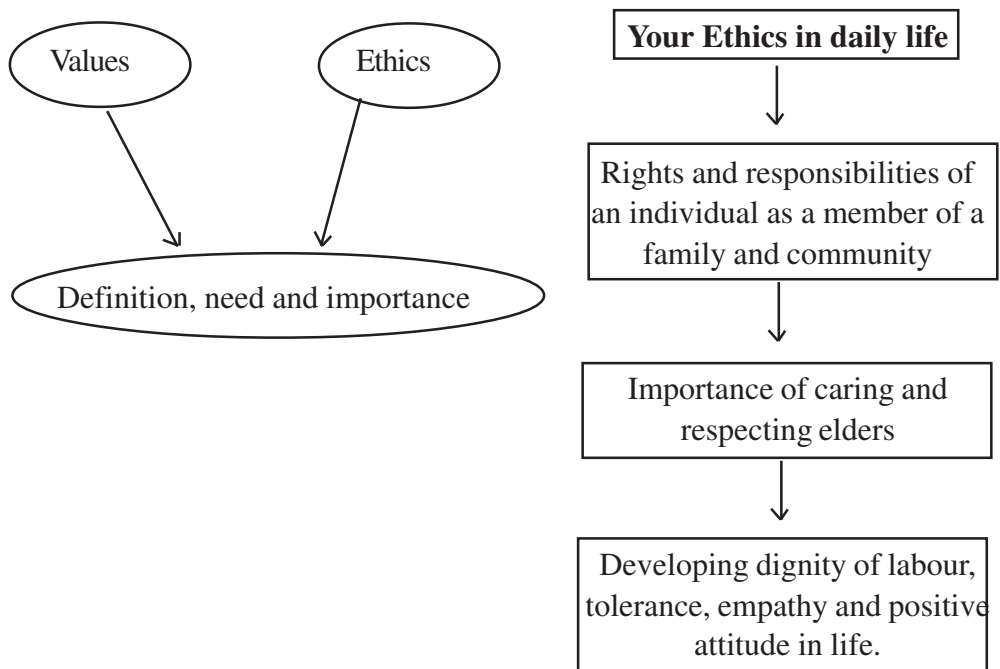 Values
Ethics
Definition, need and importance
Your Ethics in daily life
Rights and responsibilities of
an individual as a member of a
family and community
Importance of caring and
respecting elders
Developing dignity of labour,
tolerance, empathy and positive
attitude in life.